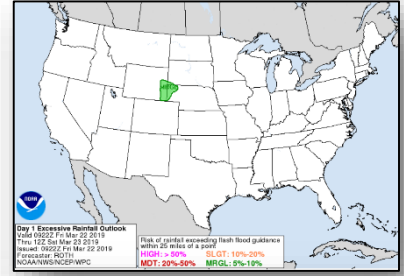 MRGL
NOAA
Day 1 Excessive Rainfall Outlook
Valid 0922Z Fri Mar 22 2019
Thru 12Z Sat Mar 23 2019
Issued: 0922Z Fri Mar 22 2019
Forecaster: ROTH
NOAA/NWS/NCEP/WPC
Risk of rainfall exceeding flash flood guidance
within 25 miles of a point
HIGH: > 50% SLGT: 10%-20%
MDT: 20%-50% MRGL: 5%-10%